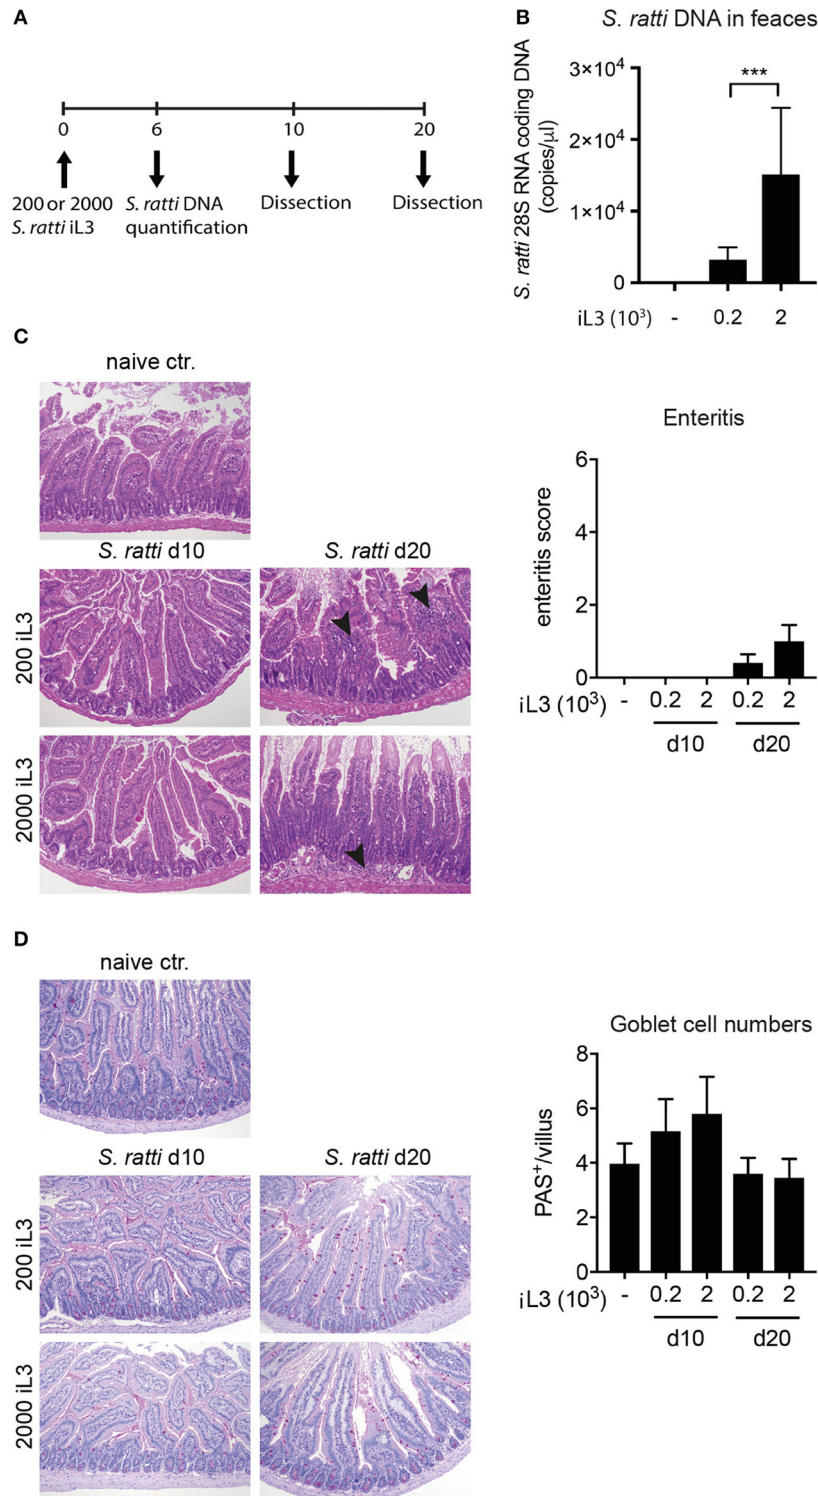 A
0
6
10
20
200 or 2000
S. ratti iL3
S. ratti DNA
quantification
Dissection
Dissection
B
S. ratti DNA in feaces
S. ratti 28S RNA coding DNA
(copies/µl)
3×10⁴
2×10⁴
1×10⁴
0
***
iL3 (10³) - 0.2 2
C
naive ctr.
S. ratti d10
S. ratti d20
200 iL3
2000 iL3
Enteritis
enteritis score
6
4
2
0
iL3 (10³) - 0.2 2 0.2 2
d10 d20
D
naive ctr.
S. ratti d10
S. ratti d20
200 iL3
2000 iL3
Goblet cell numbers
PAS⁺/villus
8
6
4
2
0
iL3 (10³) - 0.2 2 0.2 2
d10 d20